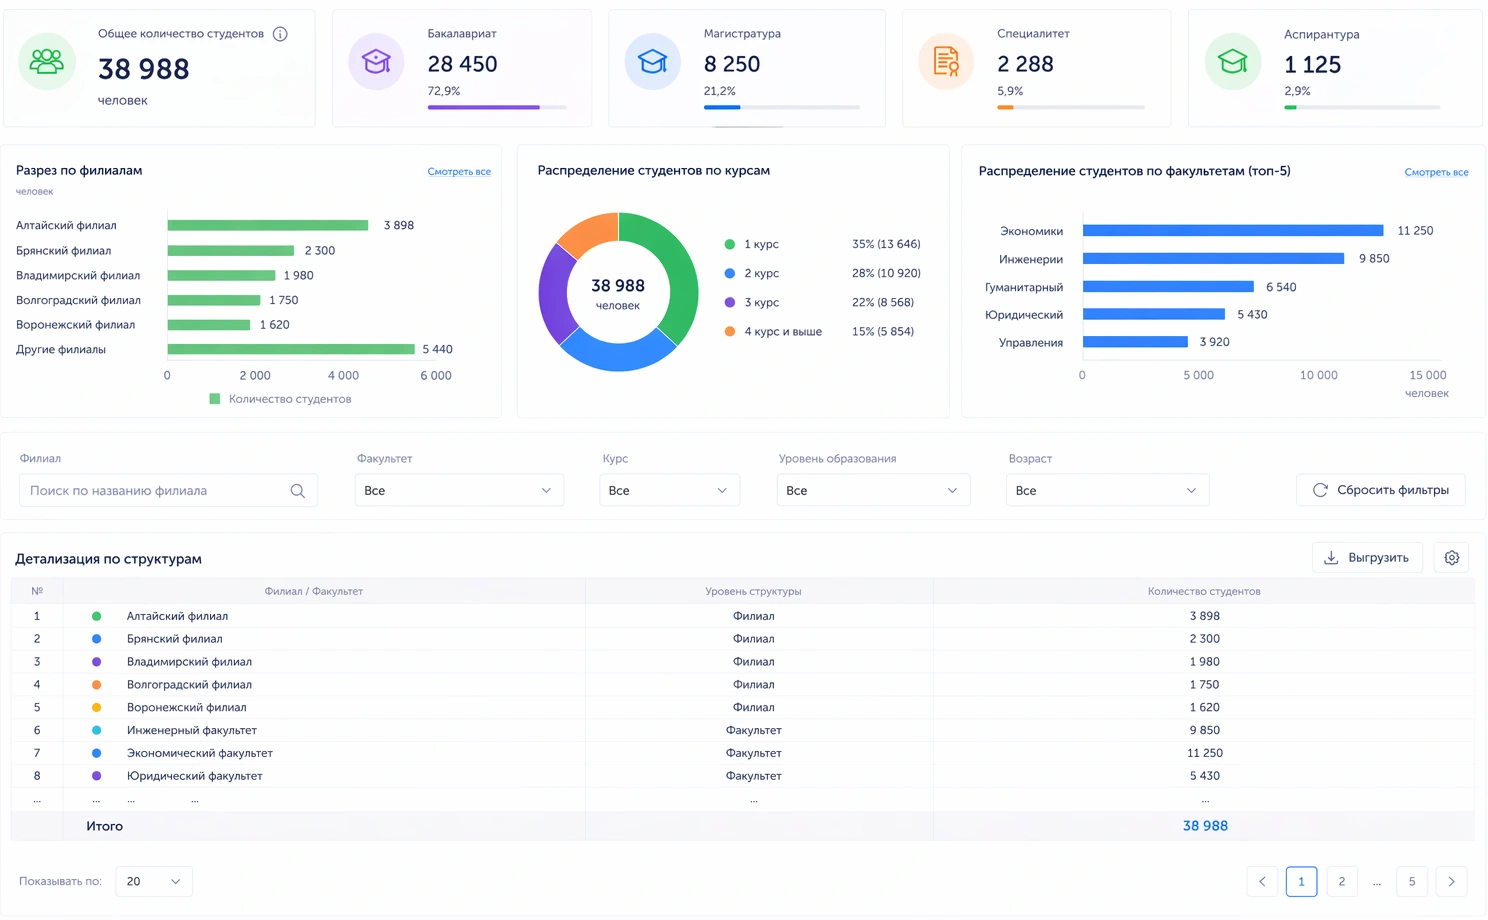 Общее количество студентов
38 988
человек
Бакалавриат
28 450
72,9%
Магистратура
8 250
21,2%
Специалитет
2 288
5,9%
Аспирантура
1 125
2,9%
Разрез по филиалам
Смотреть все
человек
Алтайский филиал 3 898
Брянский филиал 2 300
Владимирский филиал 1 980
Волгоградский филиал 1 750
Воронежский филиал 1 620
Другие филиалы 5 440
0 2 000 4 000 6 000
Количество студентов
Распределение студентов по курсам
38 988
человек
1 курс 35% (13 646)
2 курс 28% (10 920)
3 курс 22% (8 568)
4 курс и выше 15% (5 854)
Распределение студентов по факультетам (топ-5)
Смотреть все
Экономики 11 250
Инженерии 9 850
Гуманитарный 6 540
Юридический 5 430
Управления 3 920
0 5 000 10 000 15 000
человек
Филиал Факультет Курс Уровень образования Возраст
Поиск по названию филиала Все Все Все Все Сбросить фильтры
Детализация по структурам Выгрузить
№ Филиал / Факультет Уровень структуры Количество студентов
1 Алтайский филиал Филиал 3 898
2 Брянский филиал Филиал 2 300
3 Владимирский филиал Филиал 1 980
4 Волгоградский филиал Филиал 1 750
5 Воронежский филиал Филиал 1 620
6 Инженерный факультет Факультет 9 850
7 Экономический факультет Факультет 11 250
8 Юридический факультет Факультет 5 430
... ... ... ... ... ...
Итого 38 988
Показывать по: 20 1 2 ... 5